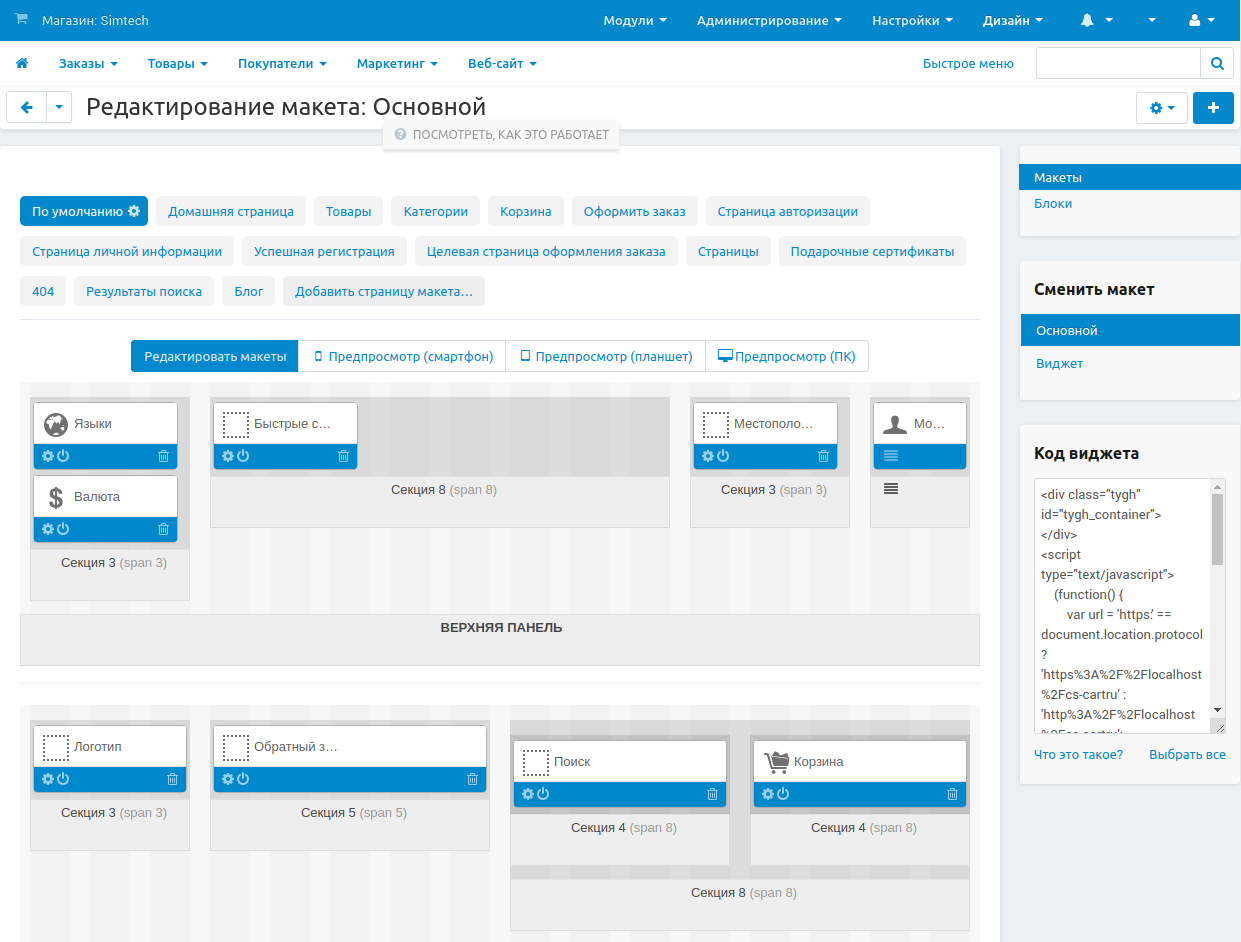 Магазин: Simtech Модули Администрирование Настройки Дизайн
Заказы Товары Покупатели Маркетинг Веб-сайт Быстрое меню
Редактирование макета: Основной
ПОСМОТРЕТЬ, КАК ЭТО РАБОТАЕТ
По умолчанию Домашняя страница Товары Категории Корзина Оформить заказ Страница авторизации
Страница личной информации Успешная регистрация Целевая страница оформления заказа Страницы Подарочные сертификаты
404 Результаты поиска Блог Добавить страницу макета…
Редактировать макеты Предпросмотр (смартфон) Предпросмотр (планшет) Предпросмотр (ПК)
Языки Быстрые с… Местополо… Мо…
Валюта
Секция 8 (span 8) Секция 3 (span 3)
Секция 3 (span 3)
ВЕРХНЯЯ ПАНЕЛЬ
Логотип Обратный з… Поиск Корзина
Секция 3 (span 3) Секция 5 (span 5) Секция 4 (span 8) Секция 4 (span 8)
Секция 8 (span 8)
Макеты
Блоки
Сменить макет
Основной
Виджет
Код виджета
<div class="tygh"
id="tygh_container">
</div>
<script
type="text/javascript">
(function() {
var url = 'https:' ==
document.location.protocol
?
'https%3A%2F%2Flocalhost
%2Fcs-cartru' :
'http%3A%2F%2Flocalhost
%2Fcs-cartru';
Что это такое? Выбрать все